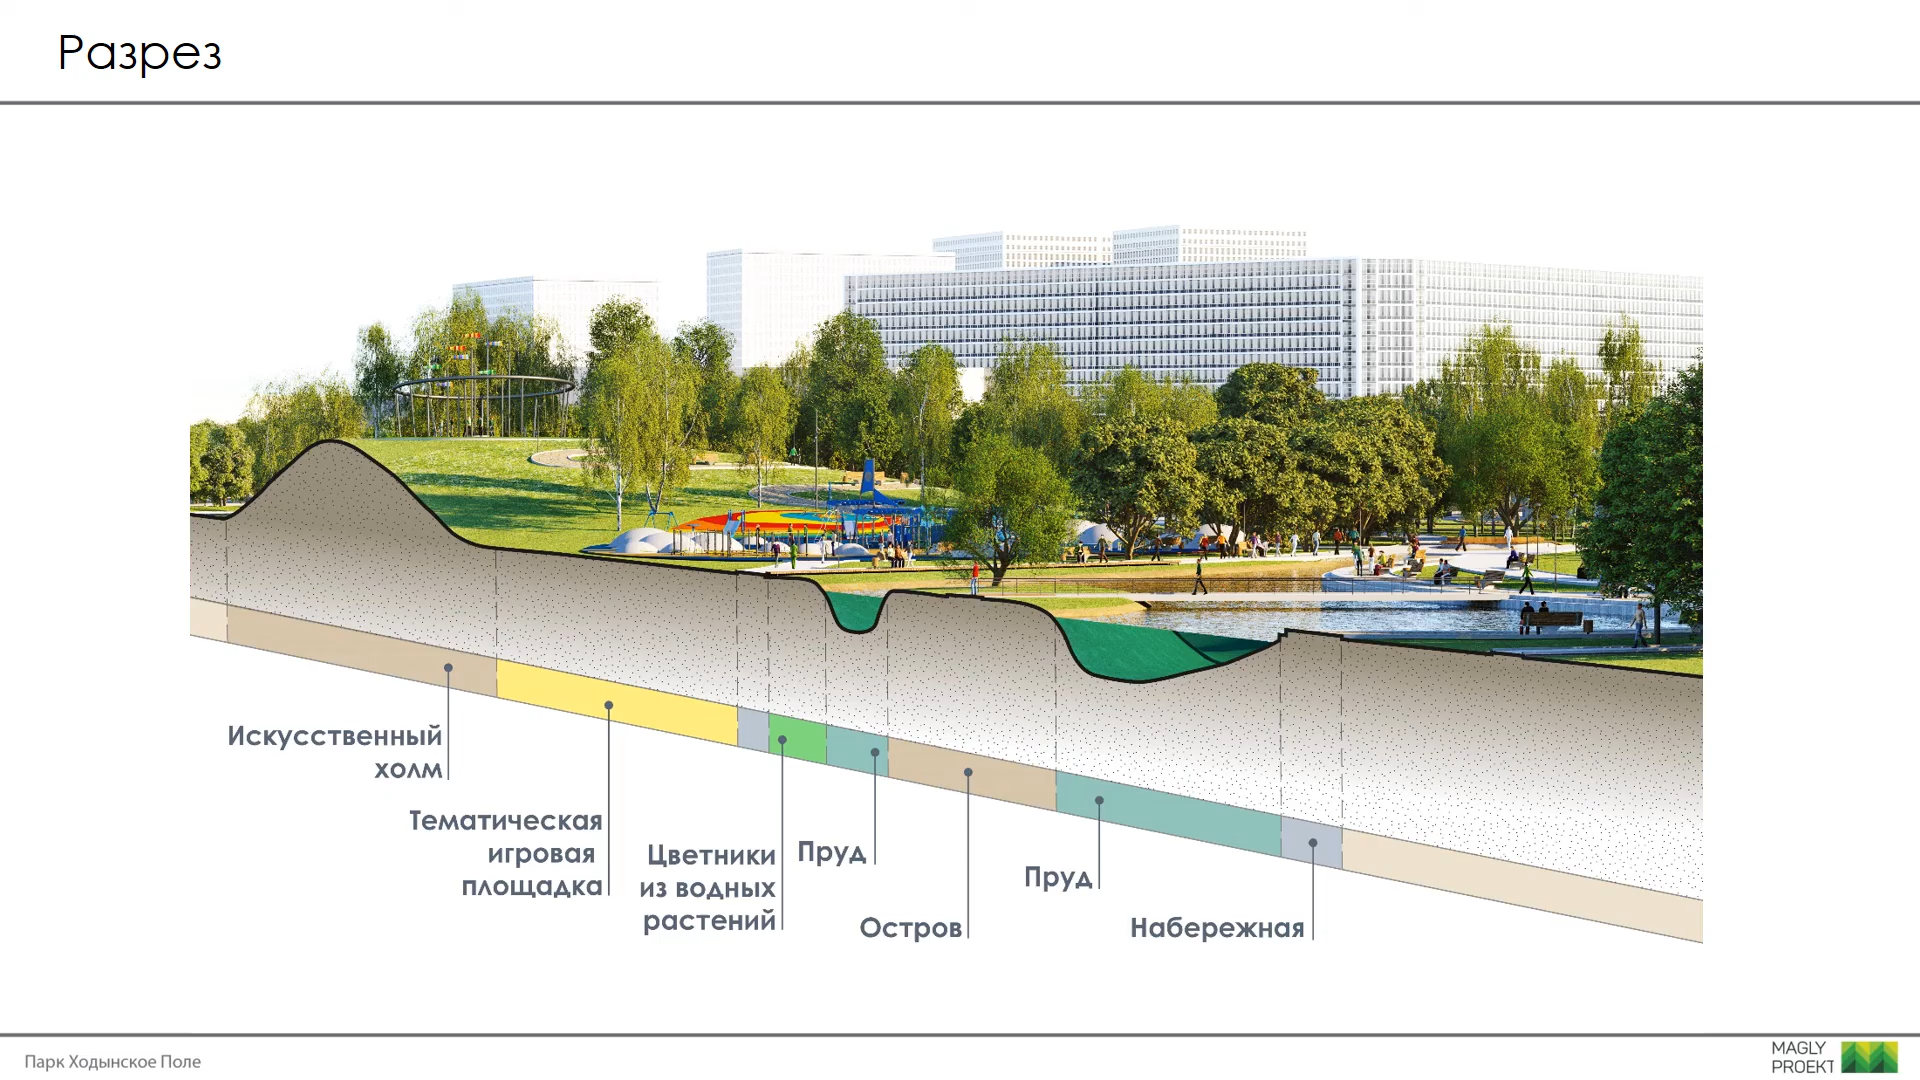 Разрез
Искусственный
холм
Тематическая
игровая
площадка
Цветники
из водных
растений
Пруд
Остров
Пруд
Набережная
Парк Ходынское Поле
MAGLY
PROEKT